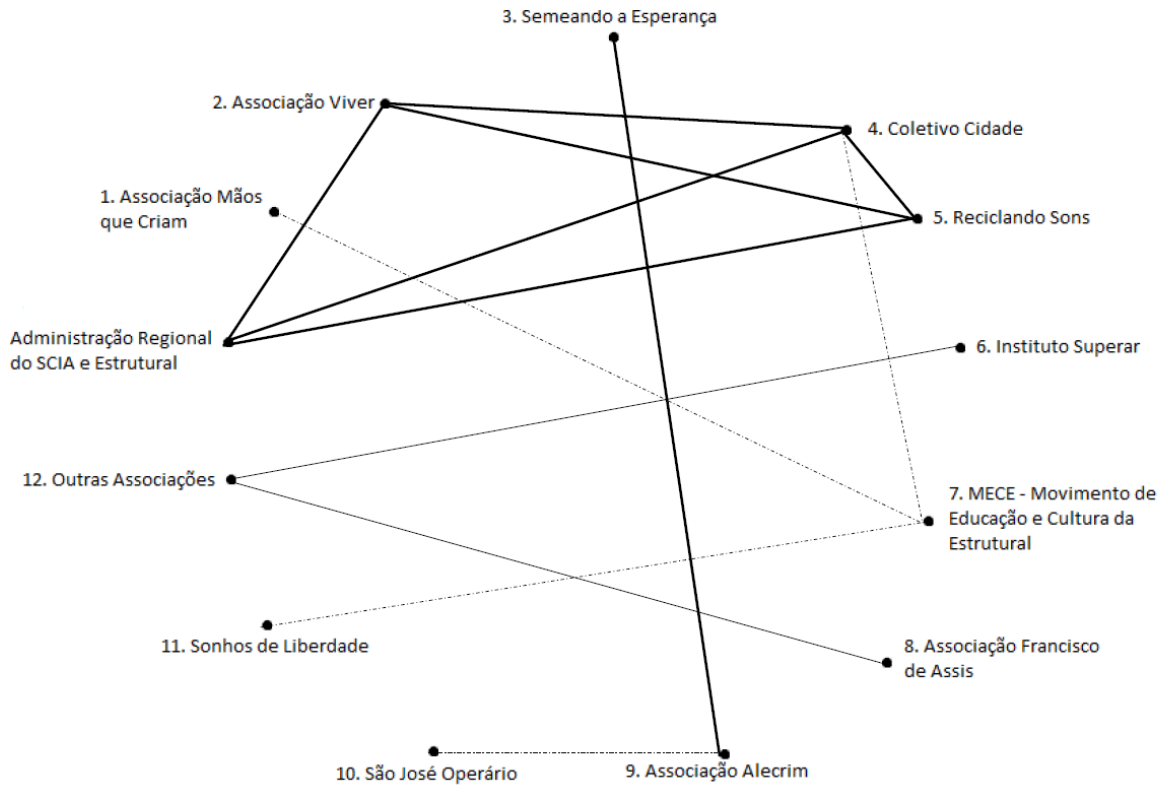 3. Semeando a Esperança
2. Associação Viver
4. Coletivo Cidade
1. Associação Mãos
que Criam
5. Reciclando Sons
Administração Regional
do SCIA e Estrutural
6. Instituto Superar
12. Outras Associações
7. MECE - Movimento de
Educação e Cultura da
Estrutural
11. Sonhos de Liberdade
8. Associação Francisco
de Assis
10. São José Operário
9. Associação Alecrim